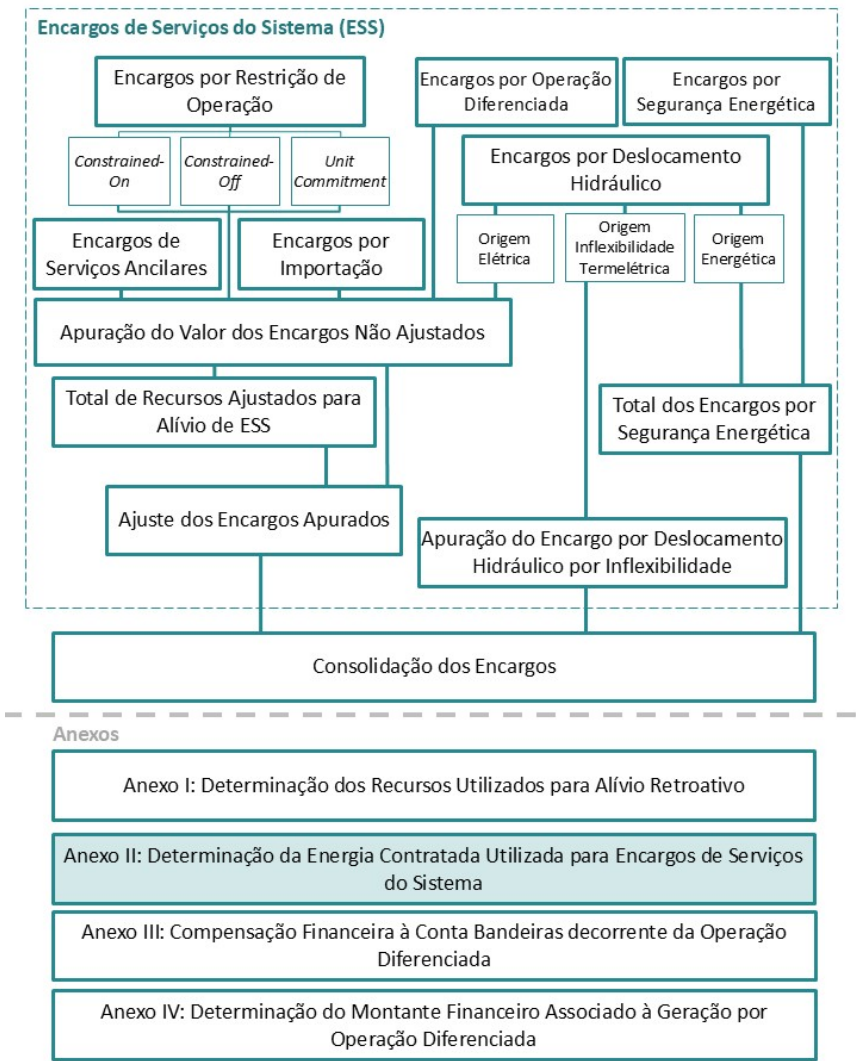 Encargos de Serviços do Sistema (ESS)
Encargos por Restrição de
Operação
Encargos por Operação
Diferenciada
Encargos por
Segurança Energética
Constrained-
On
Constrained-
Off
Unit
Commitment
Encargos por Deslocamento
Hidráulico
Encargos de
Serviços Ancilares
Encargos por
Importação
Origem
Elétrica
Origem
Inflexibilidade
Termelétrica
Origem
Energética
Apuração do Valor dos Encargos Não Ajustados
Total de Recursos Ajustados para
Alívio de ESS
Total dos Encargos por
Segurança Energética
Ajuste dos Encargos Apurados
Apuração do Encargo por Deslocamento
Hidráulico por Inflexibilidade
Consolidação dos Encargos
Anexos
Anexo I: Determinação dos Recursos Utilizados para Alívio Retroativo
Anexo II: Determinação da Energia Contratada Utilizada para Encargos de Serviços
do Sistema
Anexo III: Compensação Financeira à Conta Bandeiras decorrente da Operação
Diferenciada
Anexo IV: Determinação do Montante Financeiro Associado à Geração por
Operação Diferenciada